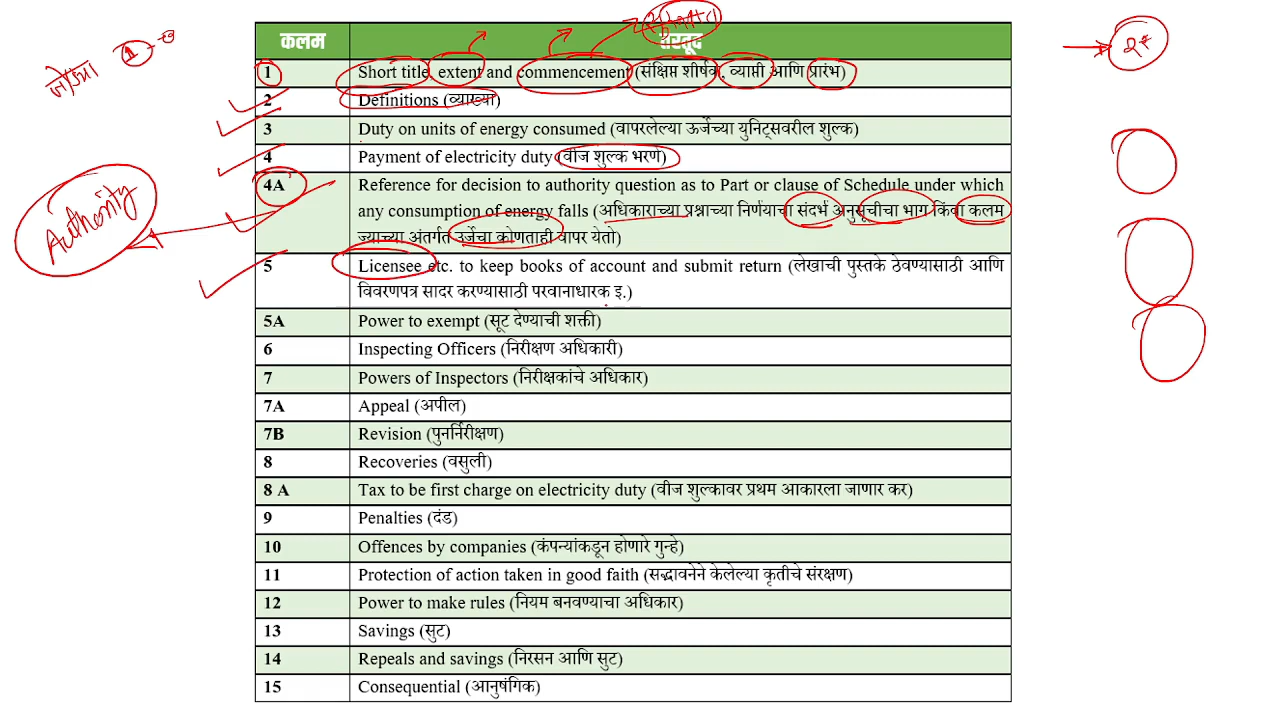 जोड्या 1 -
सुरुवात
कलम तरतूद
1 Short title, extent and commencement (संक्षिप्त शीर्षक, व्याप्ती आणि प्रारंभ)
2 Definitions (व्याख्या)
3 Duty on units of energy consumed (वापरलेल्या ऊर्जेच्या युनिट्सवरील शुल्क)
4 Payment of electricity duty (वीज शुल्क भरणे)
4A Reference for decision to authority question as to Part or clause of Schedule under which
any consumption of energy falls (अधिकाराच्या प्रश्नाच्या निर्णयाचा संदर्भ अनुसूचीचा भाग किंवा कलम
ज्याच्या अंतर्गत उर्जेचा कोणताही वापर येतो)
Authority
5 Licensee etc. to keep books of account and submit return (लेखाची पुस्तके ठेवण्यासाठी आणि
विवरणपत्र सादर करण्यासाठी परवानाधारक इ.)
5A Power to exempt (सूट देण्याची शक्ती)
6 Inspecting Officers (निरीक्षण अधिकारी)
7 Powers of Inspectors (निरीक्षकांचे अधिकार)
7A Appeal (अपील)
7B Revision (पुनर्निरीक्षण)
8 Recoveries (वसुली)
8 A Tax to be first charge on electricity duty (वीज शुल्कावर प्रथम आकारला जाणार कर)
9 Penalties (दंड)
10 Offences by companies (कंपन्यांकडून होणारे गुन्हे)
11 Protection of action taken in good faith (सद्भावनेने केलेल्या कृतीचे संरक्षण)
12 Power to make rules (नियम बनवण्याचा अधिकार)
13 Savings (सुट)
14 Repeals and savings (निरसन आणि सुट)
15 Consequential (आनुषंगिक)